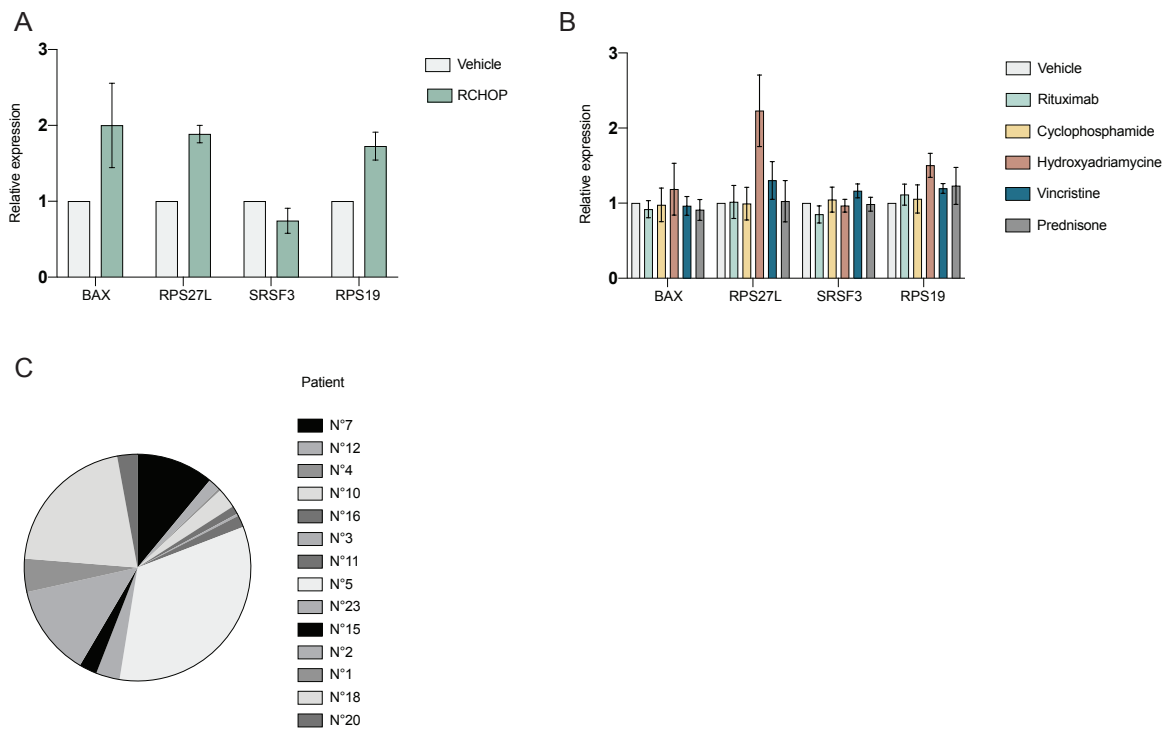 A
3
2
1
0
Relative expression
BAX
RPS27L
SRSF3
RPS19
Vehicle
RCHOP
B
3
2
1
0
Relative expression
BAX
RPS27L
SRSF3
RPS19
Vehicle
Rituximab
Cyclophosphamide
Hydroxyadriamycine
Vincristine
Prednisone
C
Patient
N°7
N°12
N°4
N°10
N°16
N°3
N°11
N°5
N°23
N°15
N°2
N°1
N°18
N°20